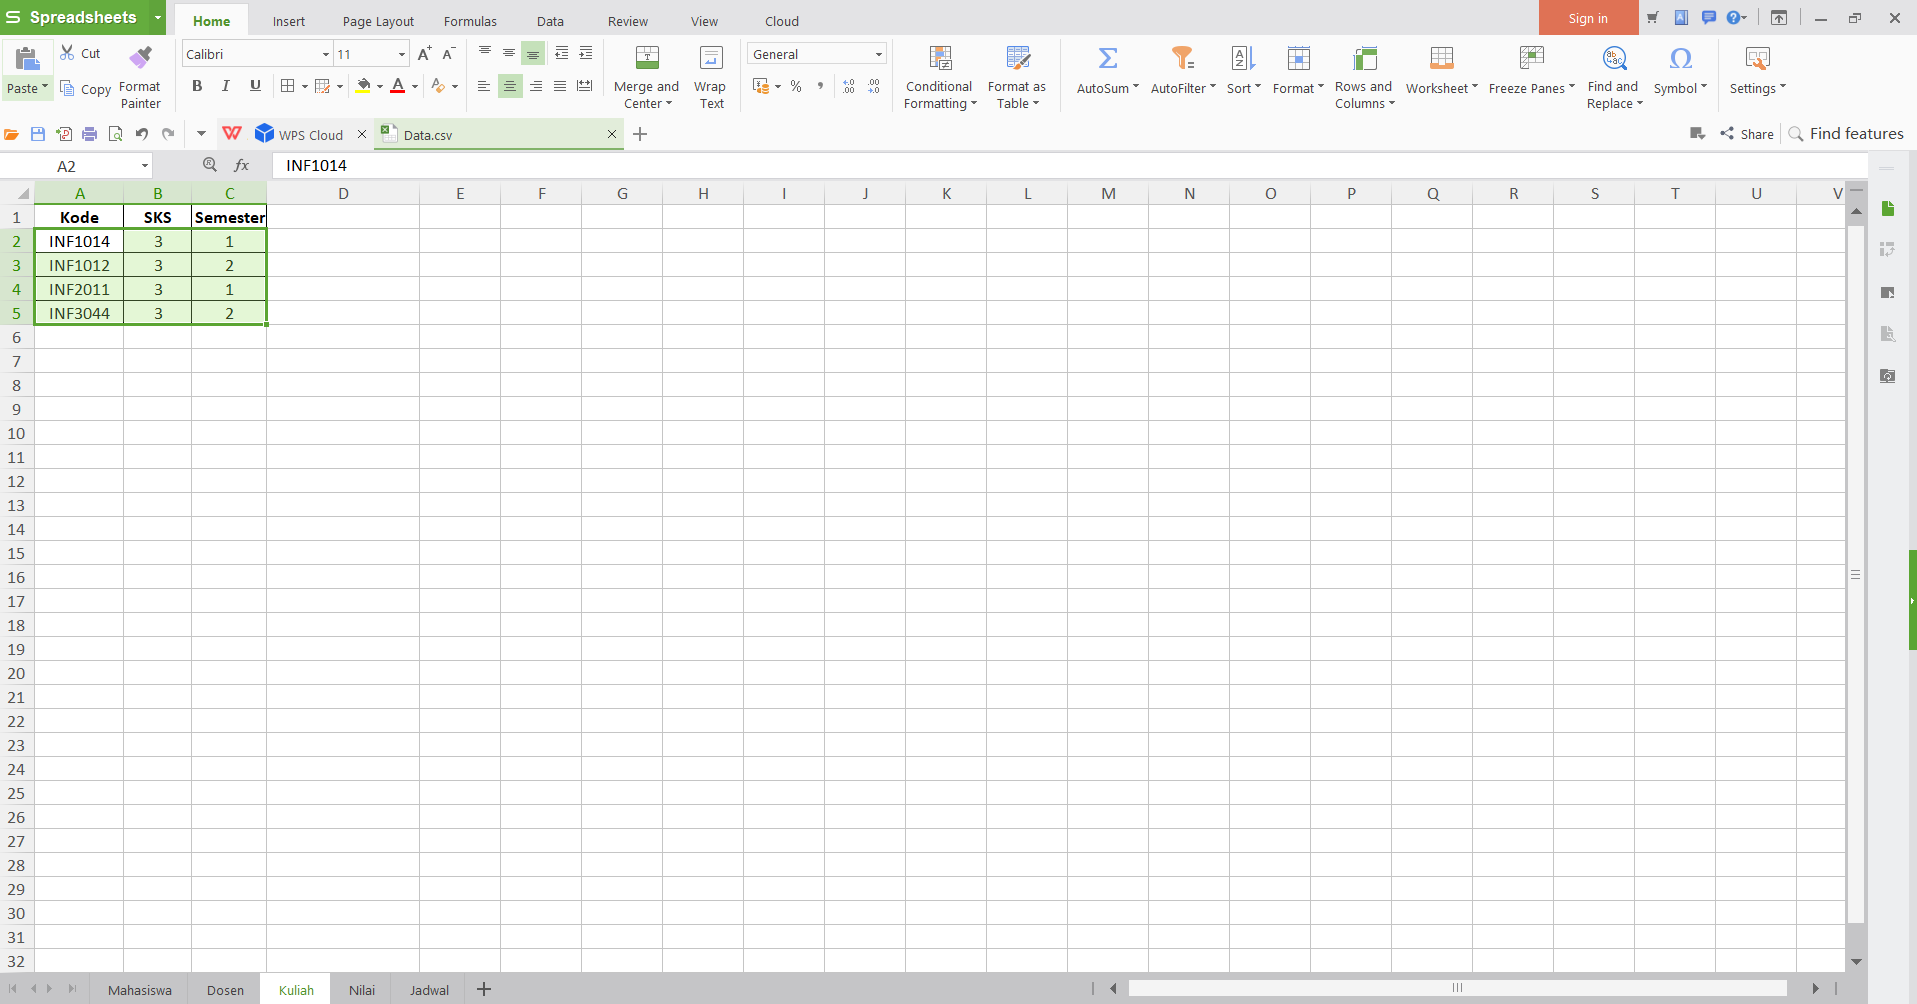 Spreadsheets Home Insert Page Layout Formulas Data Review View Cloud Sign in
Paste Cut Copy Format Painter Calibri 11 B I U A Merge and Center Wrap Text General % , Conditional Formatting Format as Table AutoSum AutoFilter Sort Format Rows and Columns Worksheet Freeze Panes Find and Replace Symbol Settings
WPS Cloud Data.csv Share Find features
A2 fx INF1014
A B C D E F G H I J K L M N O P Q R S T U V
1 Kode SKS Semester
2 INF1014 3 1
3 INF1012 3 2
4 INF2011 3 1
5 INF3044 3 2
6
7
8
9
10
11
12
13
14
15
16
17
18
19
20
21
22
23
24
25
26
27
28
29
30
31
32
Mahasiswa Dosen Kuliah Nilai Jadwal